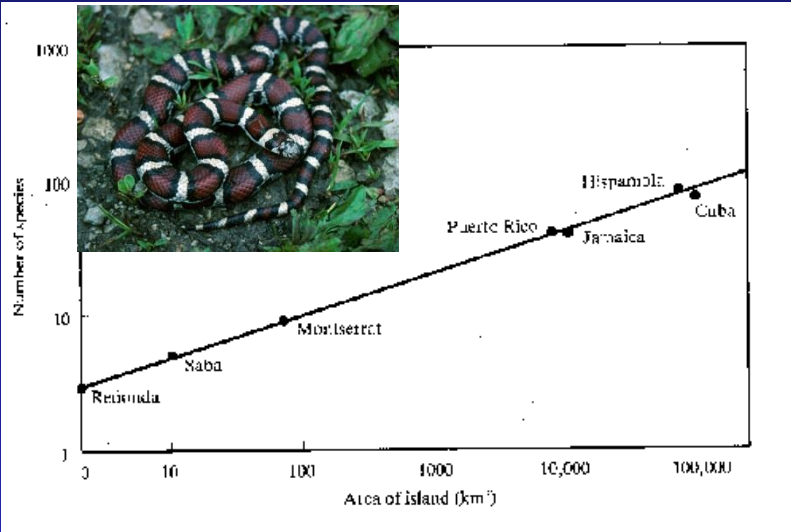 1000
100
10
1
Number of species
Hispaniola
Cuba
Puerto Rico
Jamaica
Montserrat
Saba
Redonda
0
10
100
1000
10,000
100,000
Area of island (km²)